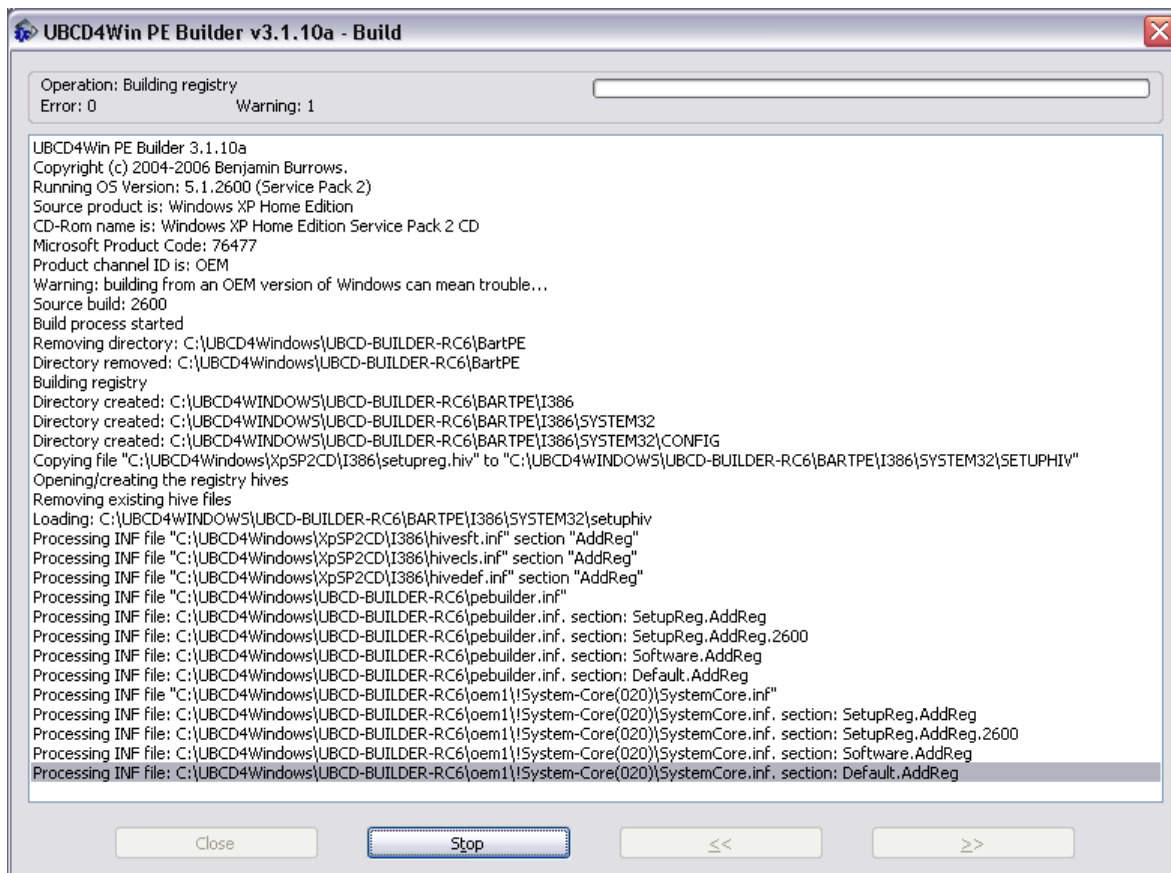 UBCD4Win PE Builder v3.1.10a - Build
Operation: Building registry
Error: 0 Warning: 1
UBCD4Win PE Builder 3.1.10a
Copyright (c) 2004-2006 Benjamin Burrows.
Running OS Version: 5.1.2600 (Service Pack 2)
Source product is: Windows XP Home Edition
CD-Rom name is: Windows XP Home Edition Service Pack 2 CD
Microsoft Product Code: 76477
Product channel ID is: OEM
Warning: building from an OEM version of Windows can mean trouble...
Source build: 2600
Build process started
Removing directory: C:\UBCD4Windows\UBCD-BUILDER-RC6\BartPE
Directory removed: C:\UBCD4Windows\UBCD-BUILDER-RC6\BartPE
Building registry
Directory created: C:\UBCD4WINDOWS\UBCD-BUILDER-RC6\BARTPE\I386
Directory created: C:\UBCD4WINDOWS\UBCD-BUILDER-RC6\BARTPE\I386\SYSTEM32
Directory created: C:\UBCD4WINDOWS\UBCD-BUILDER-RC6\BARTPE\I386\SYSTEM32\CONFIG
Copying file "C:\UBCD4Windows\XpSP2CD\I386\setupreg.hiv" to "C:\UBCD4WINDOWS\UBCD-BUILDER-RC6\BARTPE\I386\SYSTEM32\SETUPHIV"
Opening/creating the registry hives
Removing existing hive files
Loading: C:\UBCD4WINDOWS\UBCD-BUILDER-RC6\BARTPE\I386\SYSTEM32\setuphiv
Processing INF file "C:\UBCD4Windows\XpSP2CD\I386\hivesft.inf" section "AddReg"
Processing INF file "C:\UBCD4Windows\XpSP2CD\I386\hivecls.inf" section "AddReg"
Processing INF file "C:\UBCD4Windows\XpSP2CD\I386\hivedef.inf" section "AddReg"
Processing INF file "C:\UBCD4Windows\UBCD-BUILDER-RC6\pebuilder.inf"
Processing INF file: C:\UBCD4Windows\UBCD-BUILDER-RC6\pebuilder.inf. section: SetupReg.AddReg
Processing INF file: C:\UBCD4Windows\UBCD-BUILDER-RC6\pebuilder.inf. section: SetupReg.AddReg.2600
Processing INF file: C:\UBCD4Windows\UBCD-BUILDER-RC6\pebuilder.inf. section: Software.AddReg
Processing INF file: C:\UBCD4Windows\UBCD-BUILDER-RC6\pebuilder.inf. section: Default.AddReg
Processing INF file "C:\UBCD4Windows\UBCD-BUILDER-RC6\oem1\!System-Core(020)\SystemCore.inf"
Processing INF file: C:\UBCD4Windows\UBCD-BUILDER-RC6\oem1\!System-Core(020)\SystemCore.inf. section: SetupReg.AddReg
Processing INF file: C:\UBCD4Windows\UBCD-BUILDER-RC6\oem1\!System-Core(020)\SystemCore.inf. section: SetupReg.AddReg.2600
Processing INF file: C:\UBCD4Windows\UBCD-BUILDER-RC6\oem1\!System-Core(020)\SystemCore.inf. section: Software.AddReg
Processing INF file: C:\UBCD4Windows\UBCD-BUILDER-RC6\oem1\!System-Core(020)\SystemCore.inf. section: Default.AddReg
Close Stop << >>